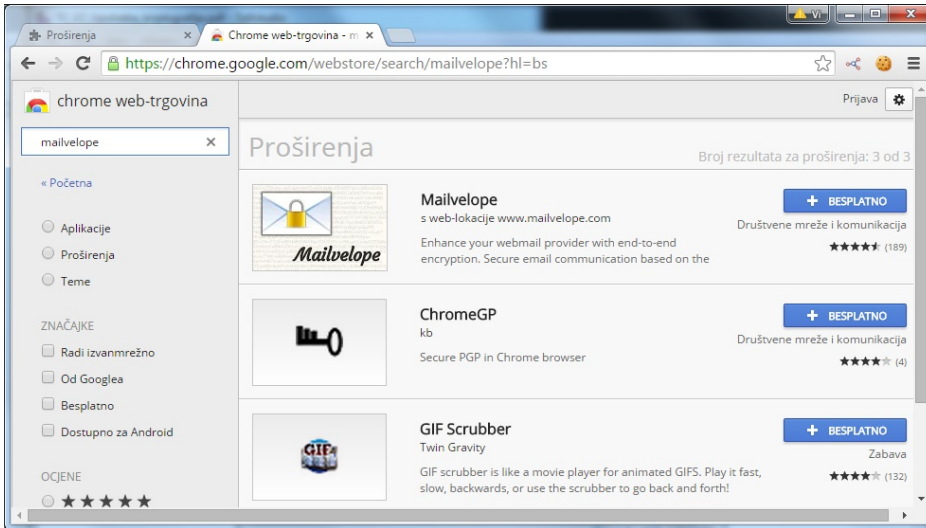 Vi
Proširenja
Chrome web-trgovina - m
https://chrome.google.com/webstore/search/mailvelope?hl=bs
chrome web-trgovina
Prijava
mailvelope
Proširenja
Broj rezultata za proširenja: 3 od 3
« Početna
Aplikacije
Proširenja
Teme
ZNAČAJKE
Radi izvanmrežno
Od Googlea
Besplatno
Dostupno za Android
OCJENE
Mailvelope
Mailvelope
s web-lokacije www.mailvelope.com
Enhance your webmail provider with end-to-end
encryption. Secure email communication based on the
+ BESPLATNO
Društvene mreže i komunikacija
(189)
ChromeGP
kb
Secure PGP in Chrome browser
+ BESPLATNO
Društvene mreže i komunikacija
(4)
GIF
GIF Scrubber
Twin Gravity
GIF scrubber is like a movie player for animated GIFS. Play it fast,
slow, backwards, or use the scrubber to go back and forth!
+ BESPLATNO
Zabava
(132)